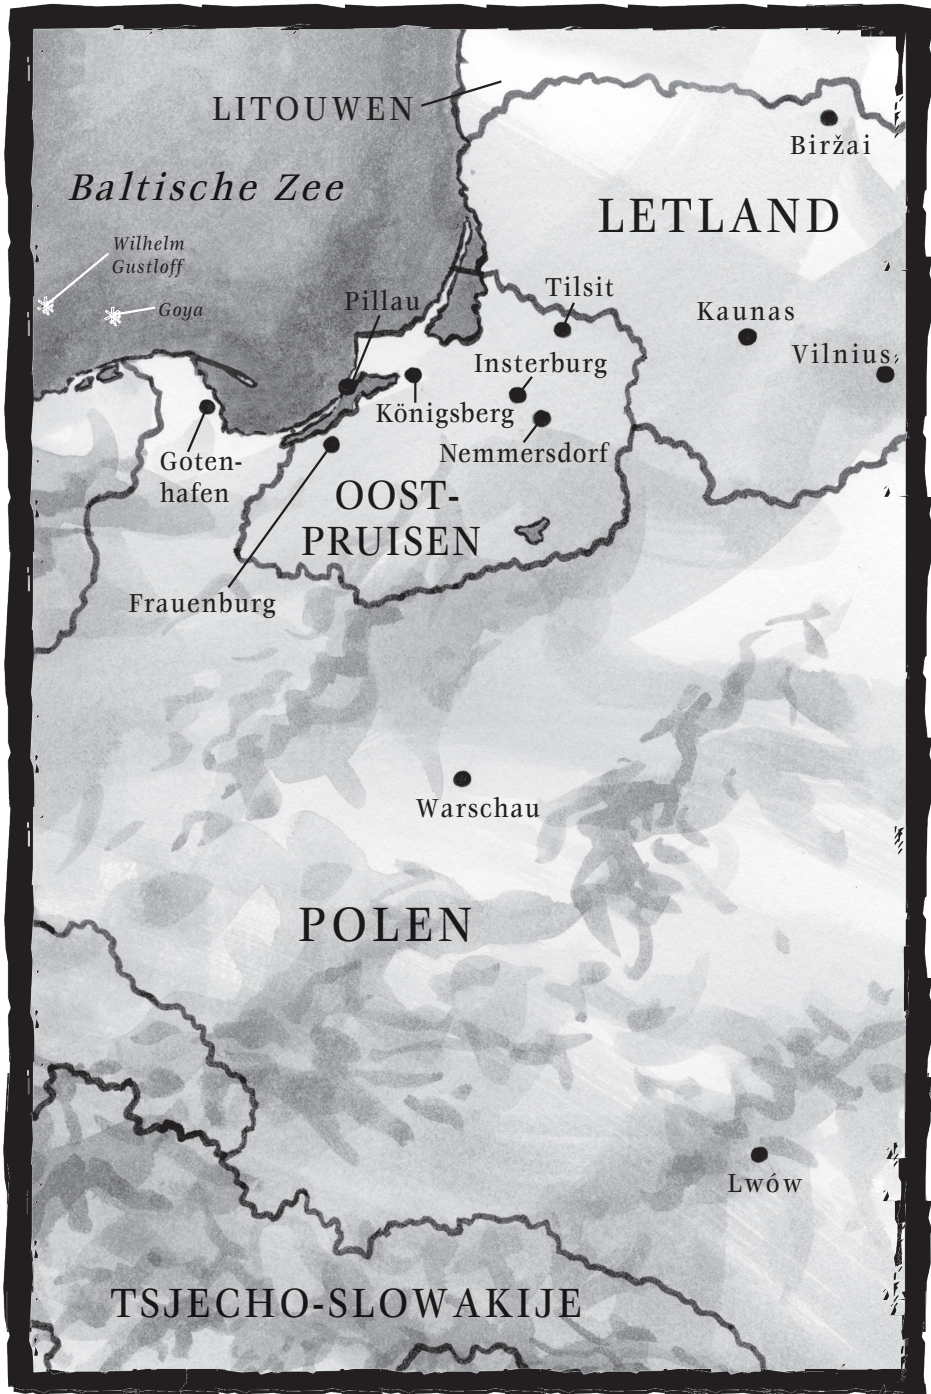 LITOUWEN
Biržai
Baltische Zee
LETLAND
Wilhelm
Gustloff
Goya
Pillau
Tilsit
Kaunas
Vilnius
Insterburg
Königsberg
Nemmersdorf
Goten-
hafen
OOST-
PRUISEN
Frauenburg
Warschau
POLEN
Lwów
TSJECHO-SLOWAKIJE